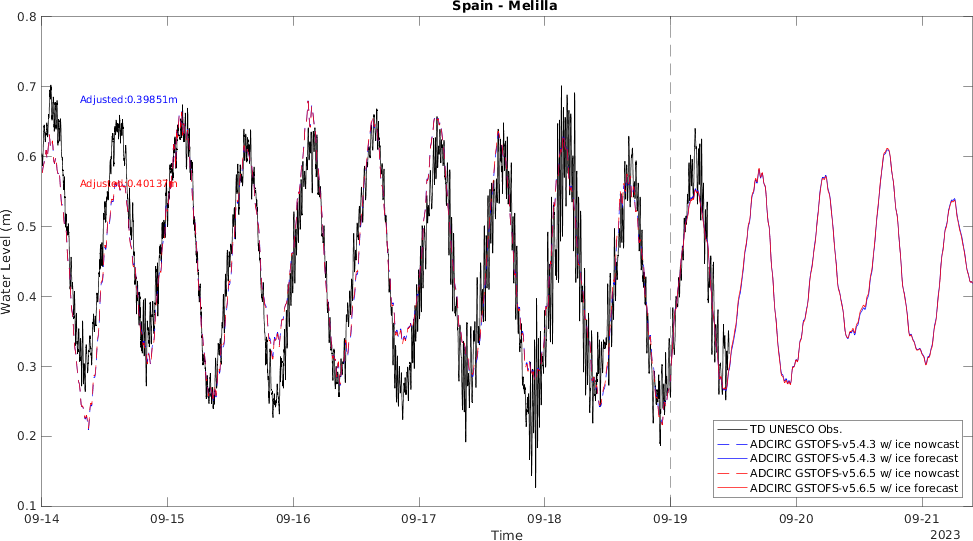 Spain - Melilla
0.8
0.7
0.6
0.5
0.4
0.3
0.2
0.1
Water Level (m)
Adjusted:0.39851m
Adjusted:0.40137m
TD UNESCO Obs.
ADCIRC GSTOFS-v5.4.3 w/ ice nowcast
ADCIRC GSTOFS-v5.4.3 w/ ice forecast
ADCIRC GSTOFS-v5.6.5 w/ ice nowcast
ADCIRC GSTOFS-v5.6.5 w/ ice forecast
09-14 09-15 09-16 09-17 09-18 09-19 09-20 09-21
Time
2023